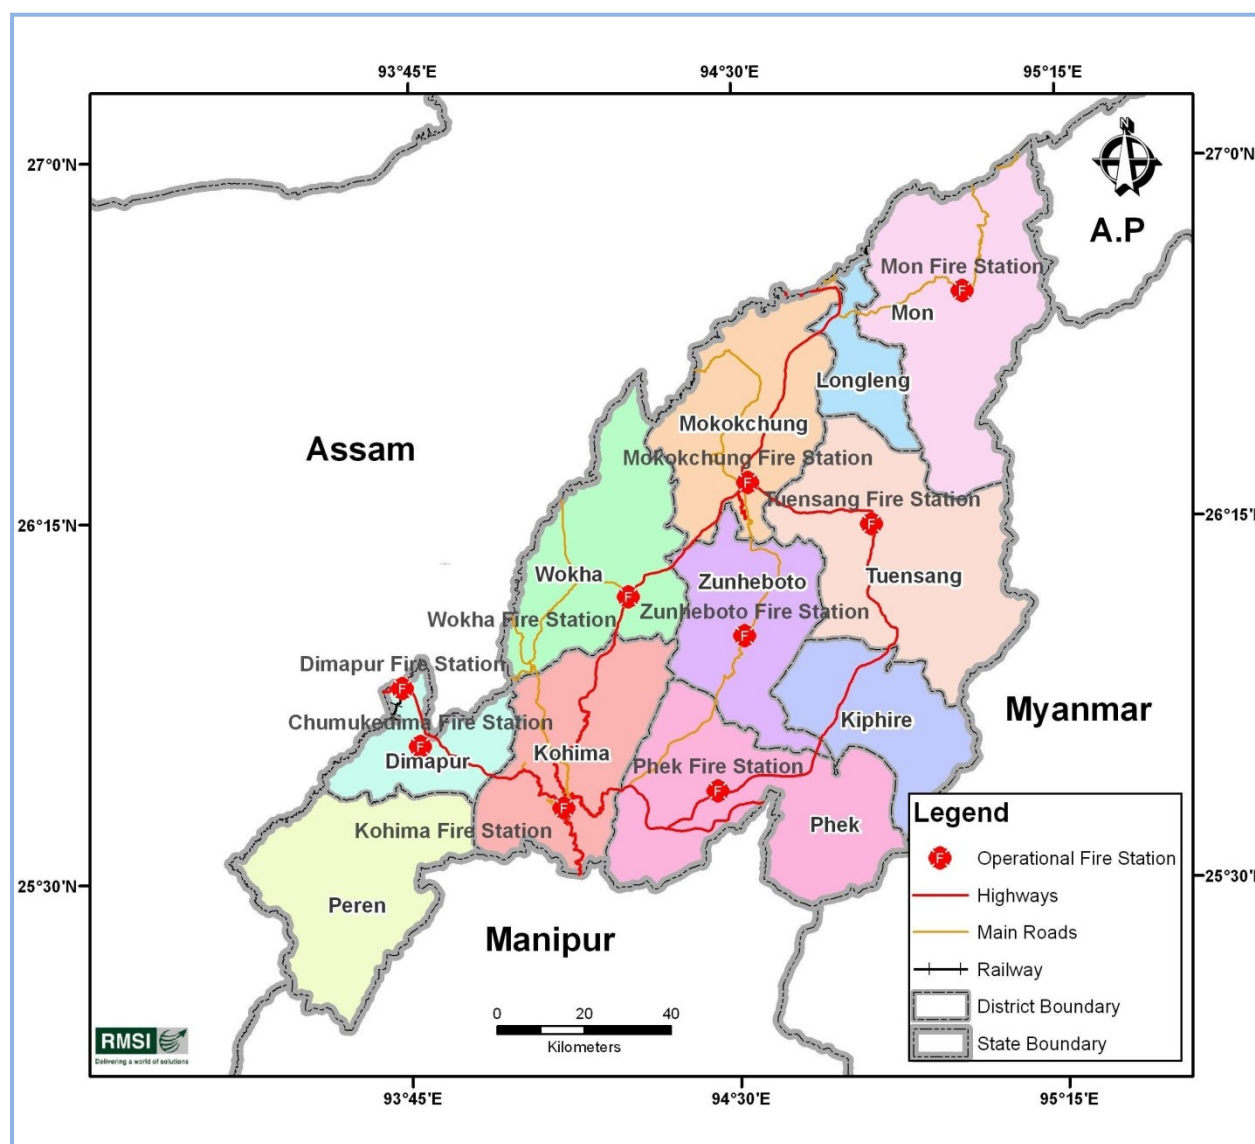 93°45'E
94°30'E
95°15'E
27°0'N
27°0'N
N
A.P
Mon Fire Station
F
Mon
Longleng
Mokokchung
Assam
Mokokchung Fire Station
F
Tuensang Fire Station
F
26°15'N
26°15'N
Wokha
Zunheboto
Tuensang
F
Wokha Fire Station
Zunheboto Fire Station
F
Dimapur Fire Station
F
Chumukedima Fire Station
F
Dimapur
Kohima
Kiphire
Myanmar
Phek Fire Station
F
F
Kohima Fire Station
Phek
Peren
Manipur
25°30'N
25°30'N
Legend
F Operational Fire Station
Highways
Main Roads
Railway
District Boundary
State Boundary
0 20 40
Kilometers
RMSI
Delivering a world of solutions
93°45'E
94°30'E
95°15'E